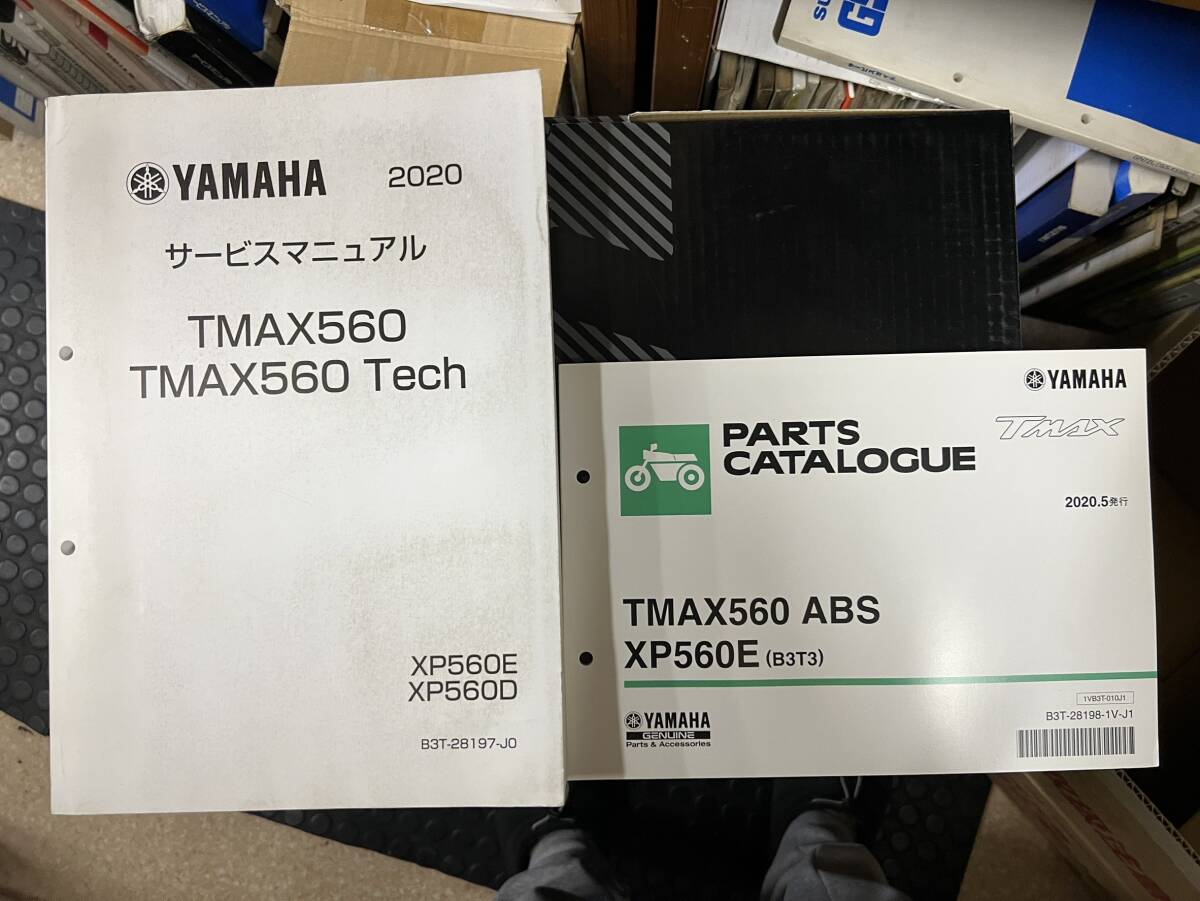 YAMAHA 2020
サービスマニュアル
TMAX560
TMAX560 Tech
XP560E
XP560D
B3T-28197-J0
YAMAHA
TMAX
PARTS
CATALOGUE
2020.5発行
TMAX560 ABS
XP560E (B3T3)
1VB3T-010J1
B3T-28198-1V-J1
YAMAHA
GENUINE
Parts & Accessories